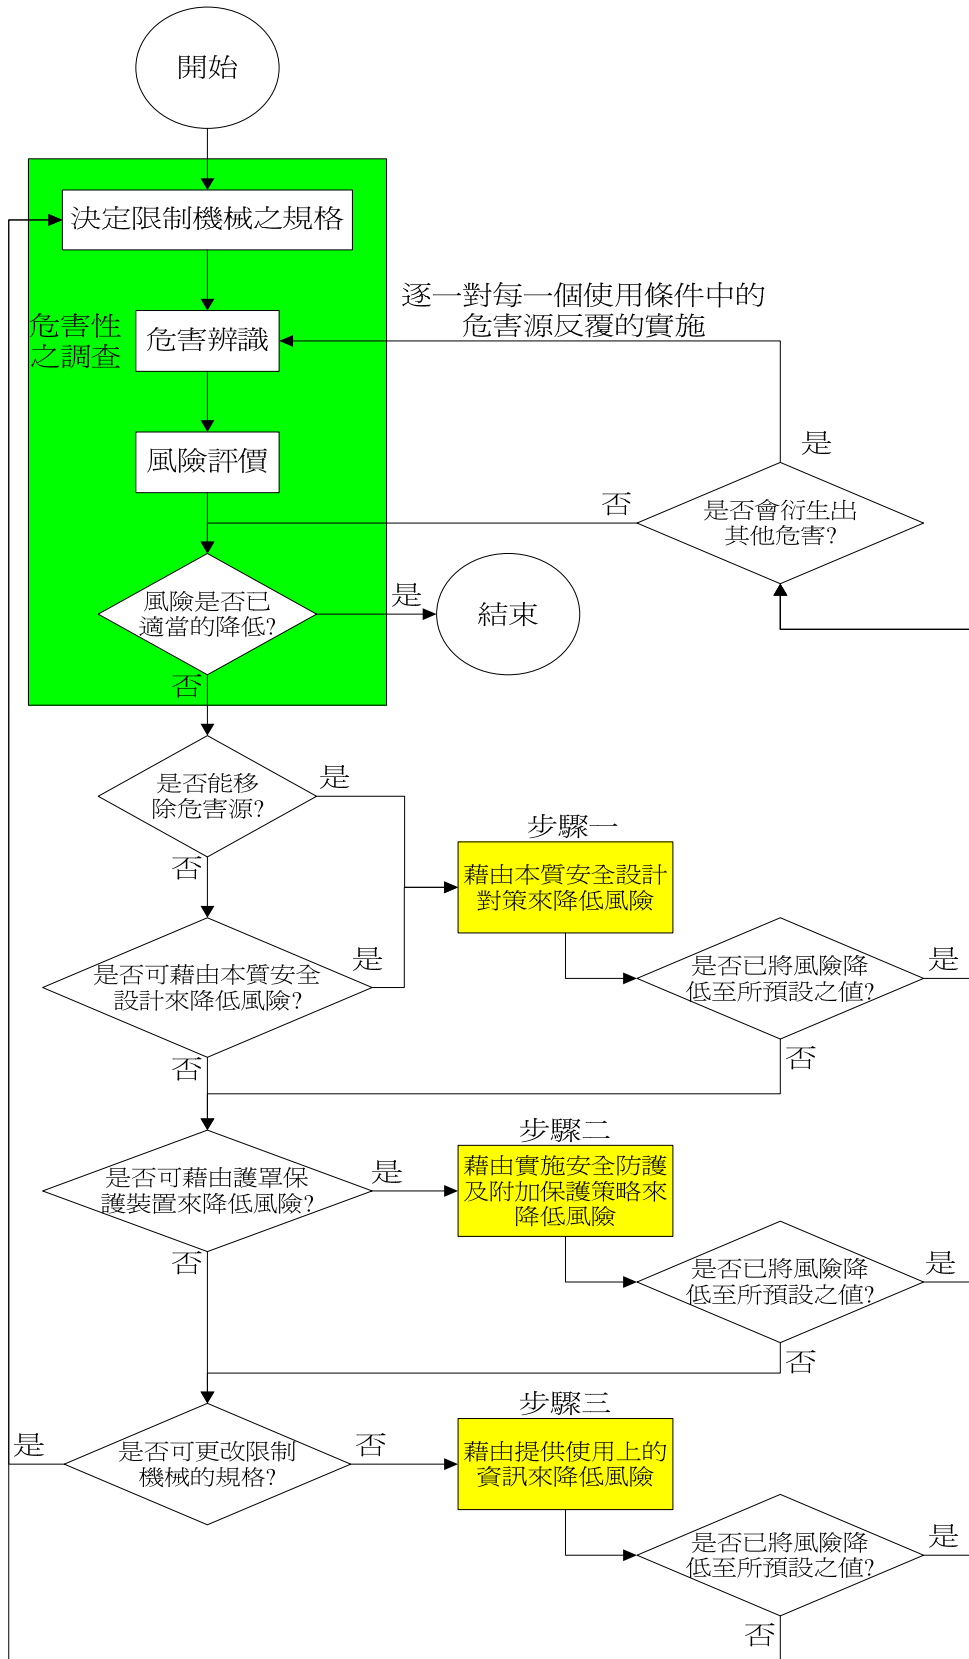 開始
決定限制機械之規格
逐一對每一個使用條件中的
危害源反覆的實施
危害性
之調查
危害辨識
風險評價
是
否
是否會衍生出
其他危害?
風險是否已
適當的降低?
是
結束
否
是否能移
除危害源?
是
步驟一
藉由本質安全設計
對策來降低風險
否
是否可藉由本質安全
設計來降低風險?
是
是否已將風險降
低至所預設之值?
是
否
否
步驟二
是否可藉由護罩保
護裝置來降低風險?
是
藉由實施安全防護
及附加保護策略來
降低風險
否
是否已將風險降
低至所預設之值?
是
否
步驟三
是
是否可更改限制
機械的規格?
否
藉由提供使用上的
資訊來降低風險
是否已將風險降
低至所預設之值?
是
否